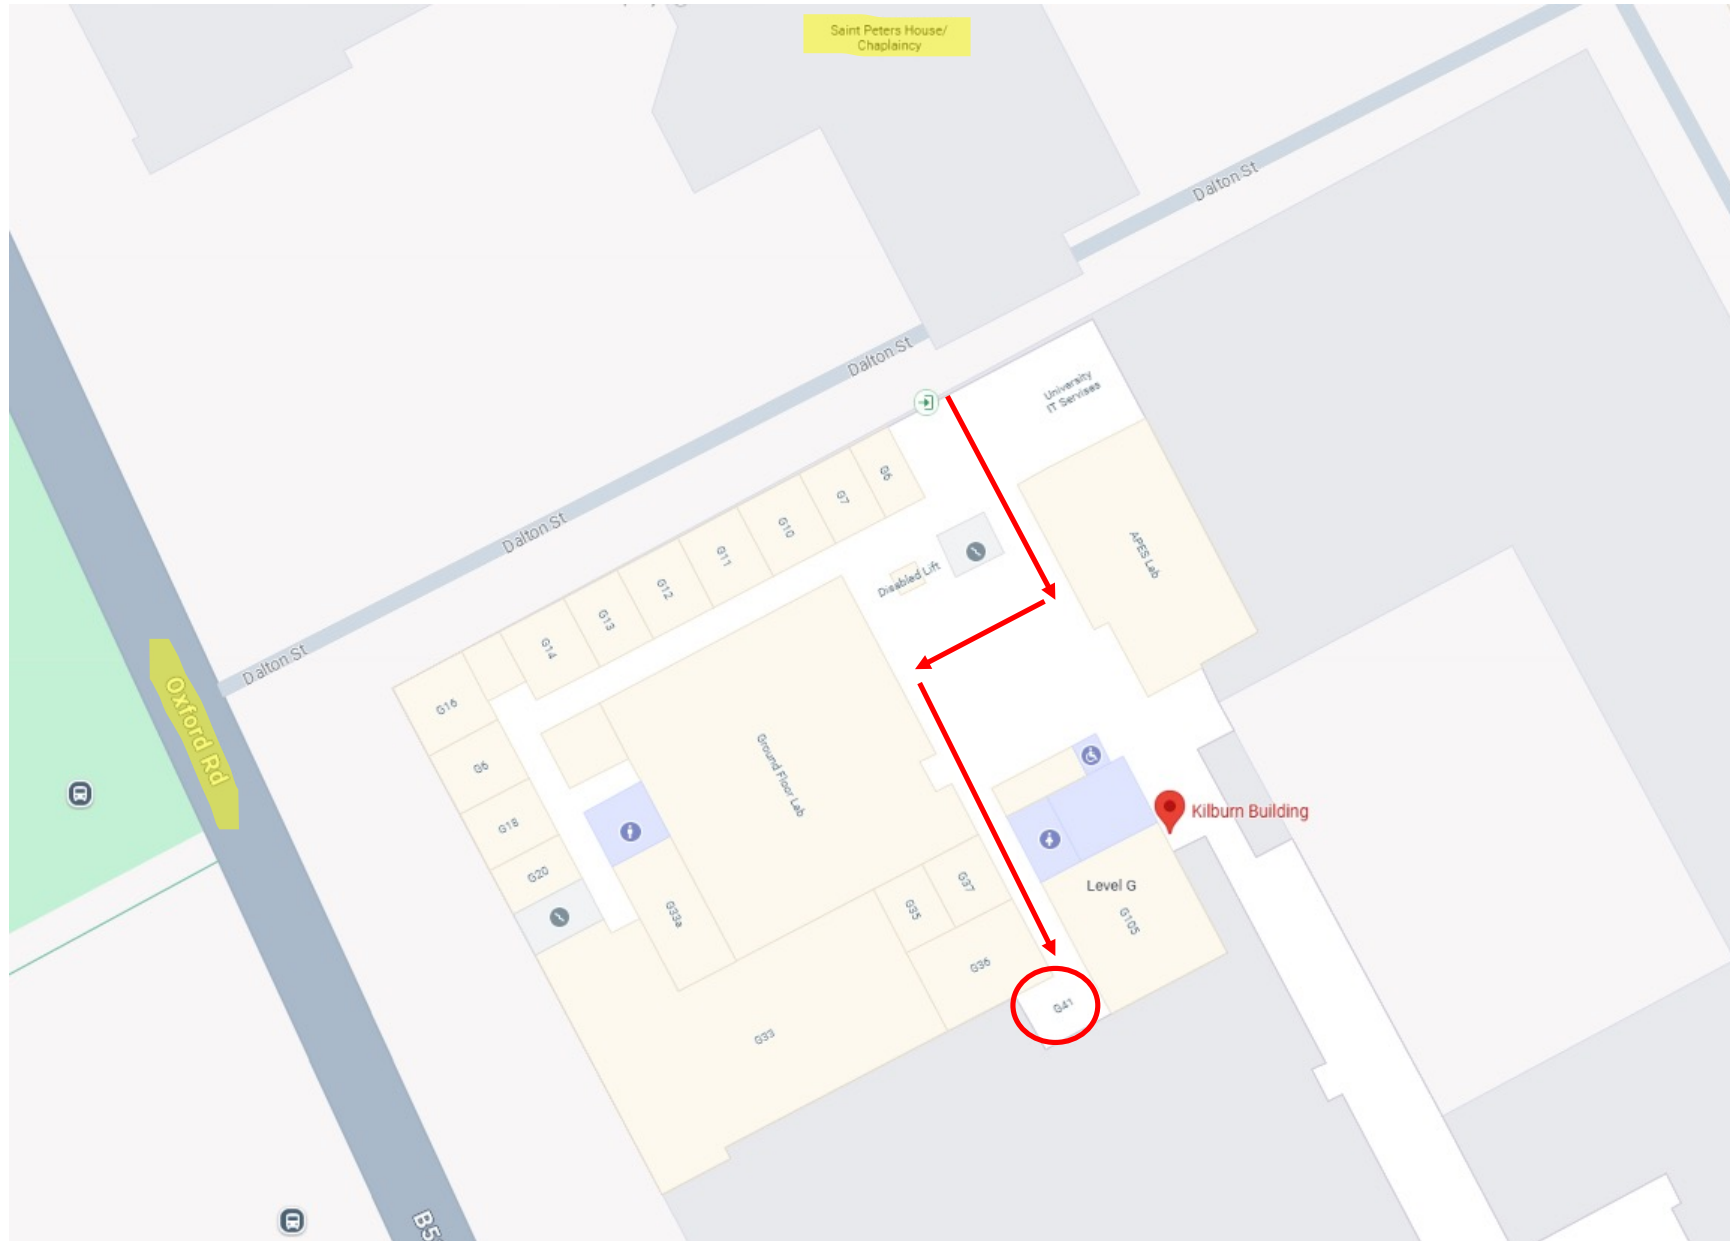 Saint Peters House/
Chaplaincy
Dalton St
Dalton St
University
IT Servises
G6
G7
G10
G11
Dalton St
G12
G13
G14
Disabled Lift
APES Lab
Dalton St
G16
Oxford Rd
G6
G18
G20
Ground Floor Lab
Kilburn Building
Level G
G105
G37
G35
G33a
G36
G41
G33